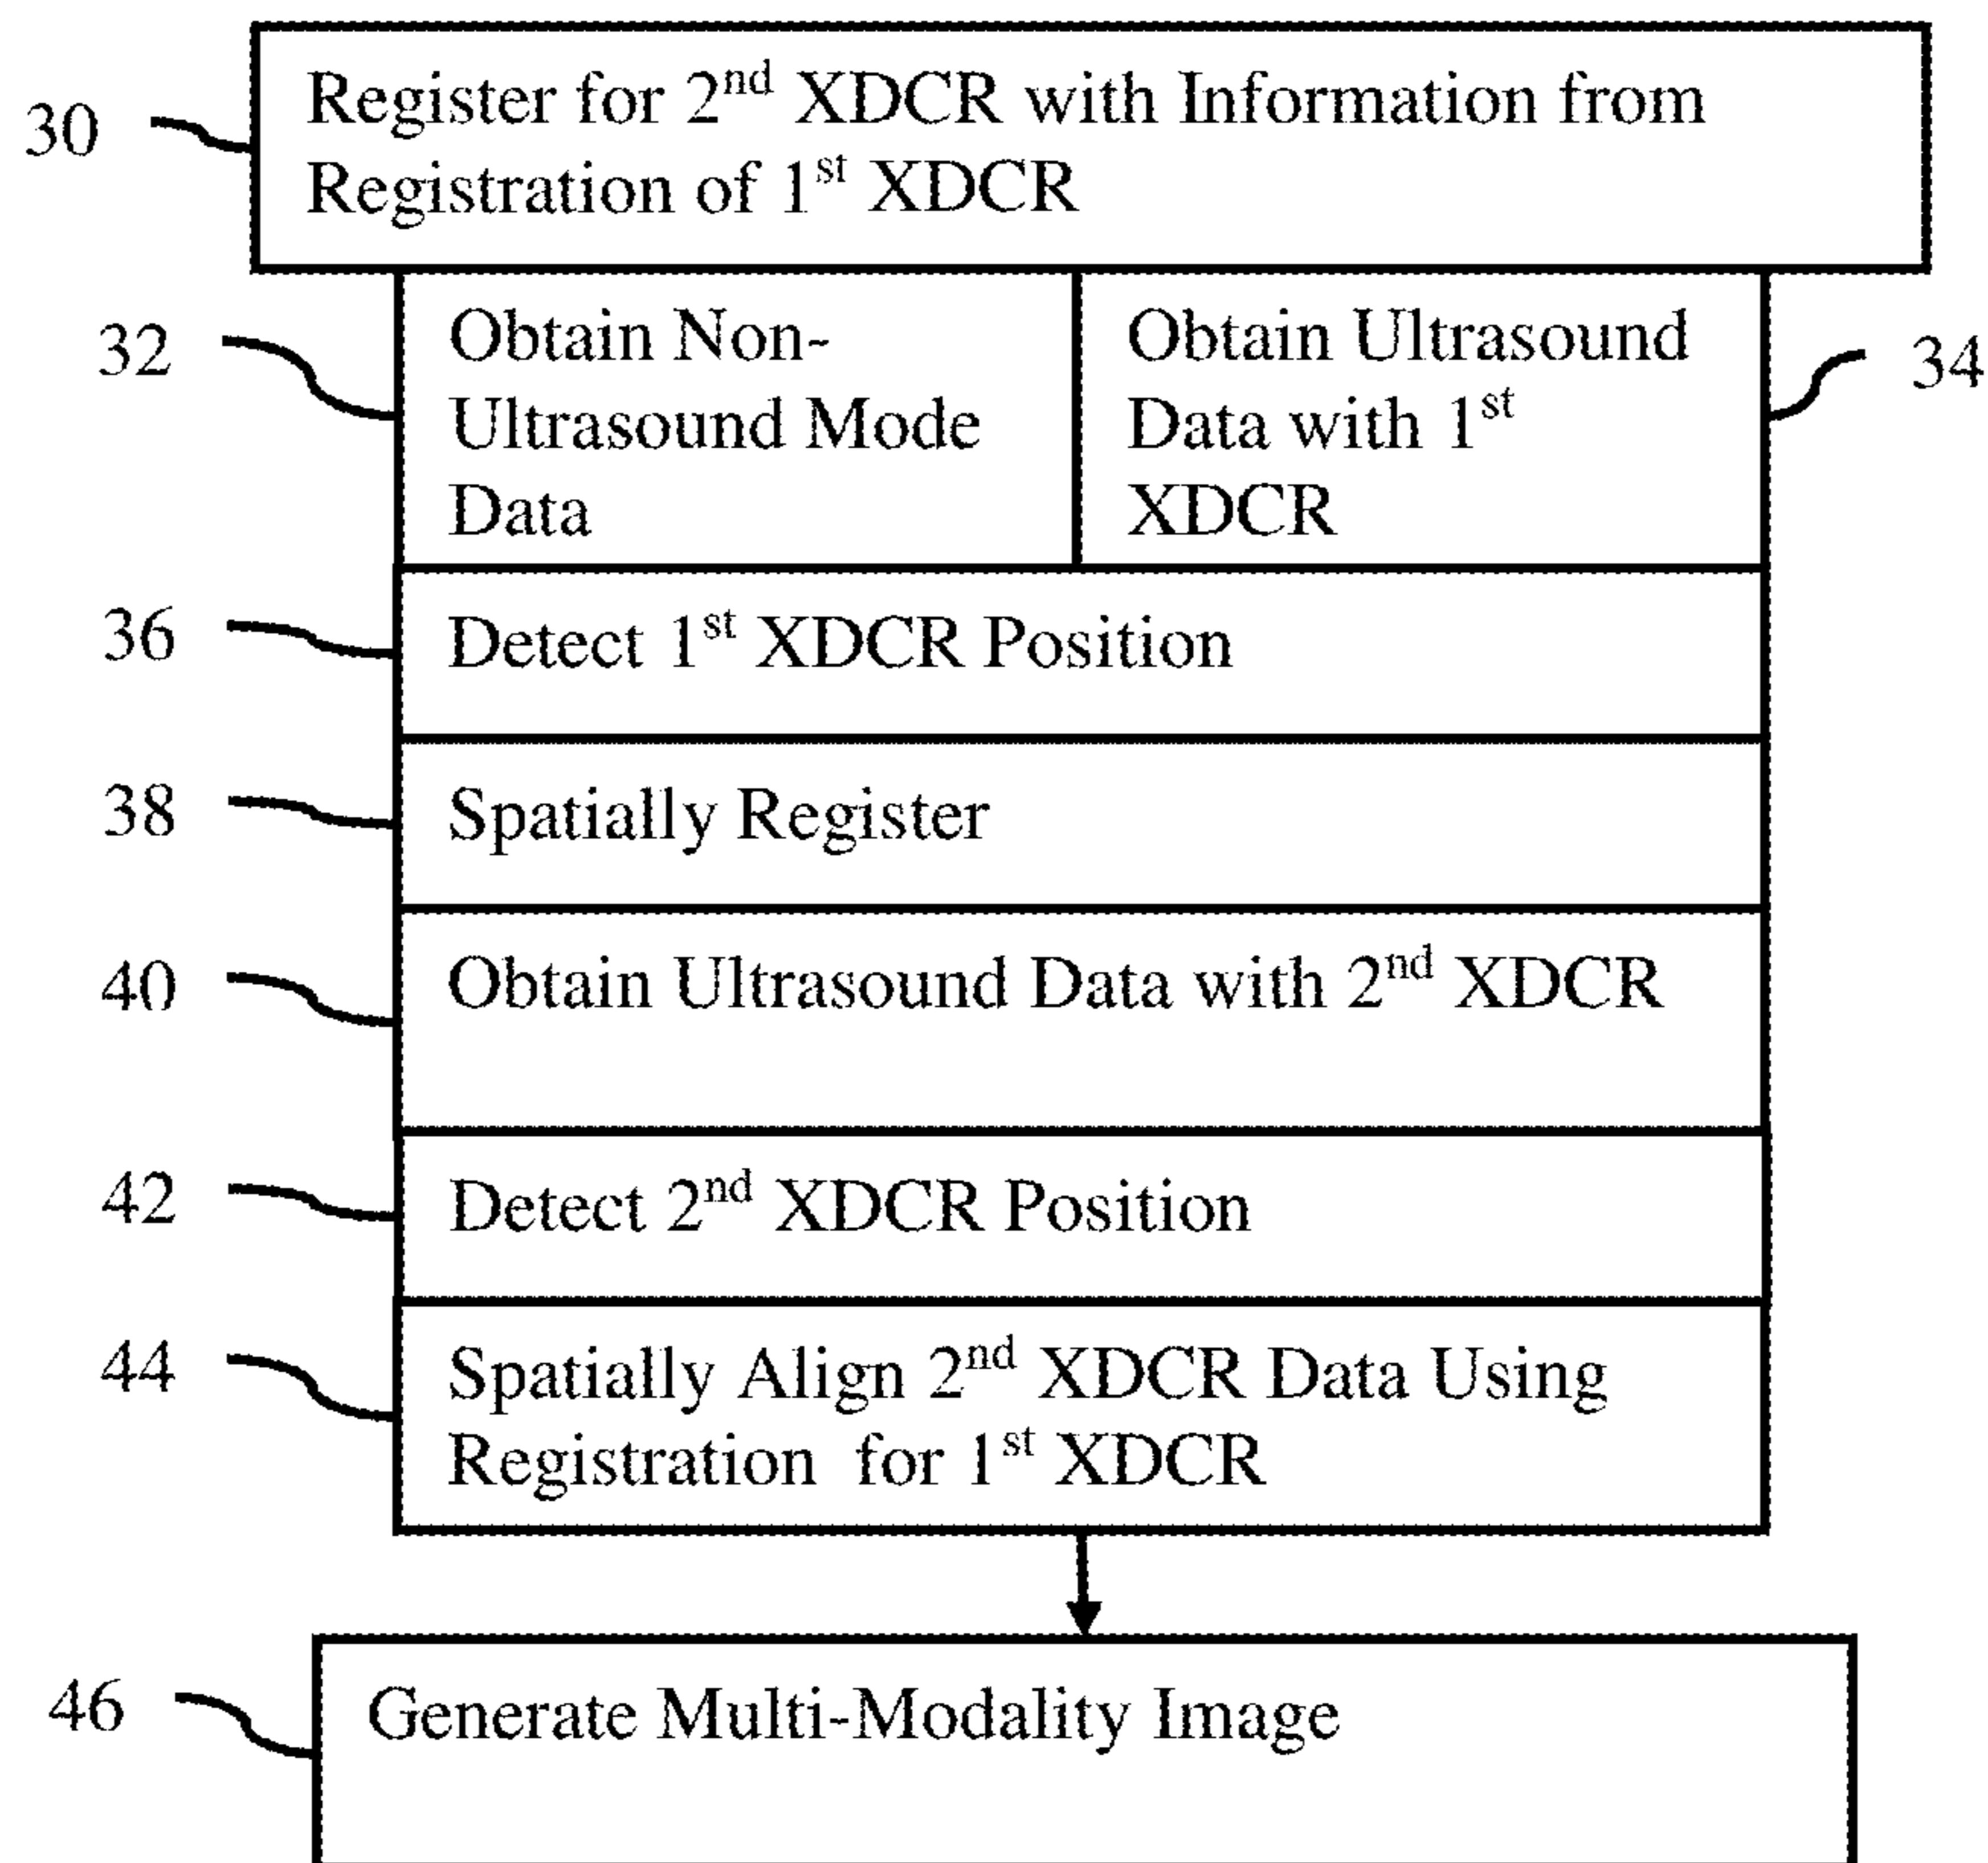 30
Register for 2nd XDCR with Information from
Registration of 1st XDCR
32
Obtain Non-
Ultrasound Mode
Data
Obtain Ultrasound
Data with 1st
XDCR
34
36
Detect 1st XDCR Position
38
Spatially Register
40
Obtain Ultrasound Data with 2nd XDCR
42
Detect 2nd XDCR Position
44
Spatially Align 2nd XDCR Data Using
Registration for 1st XDCR
46
Generate Multi-Modality Image